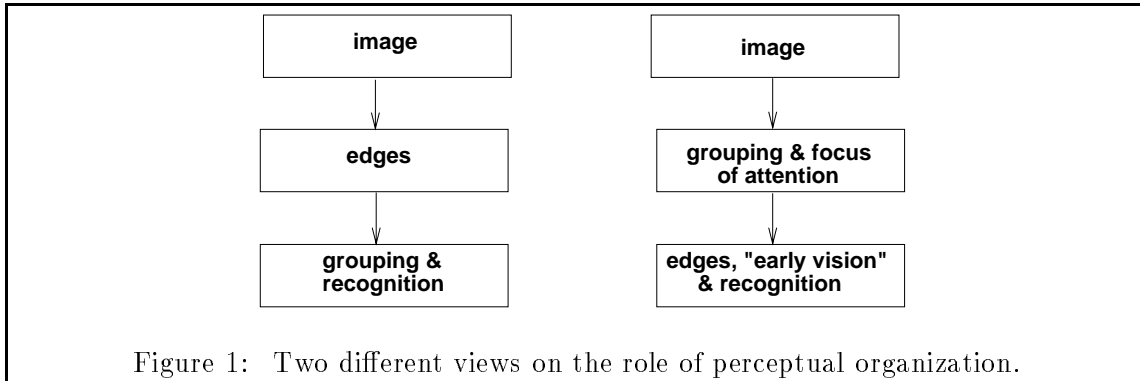 image
edges
grouping &
recognition
image
grouping & focus
of attention
edges, "early vision"
& recognition
Figure 1: Two different views on the role of perceptual organization.